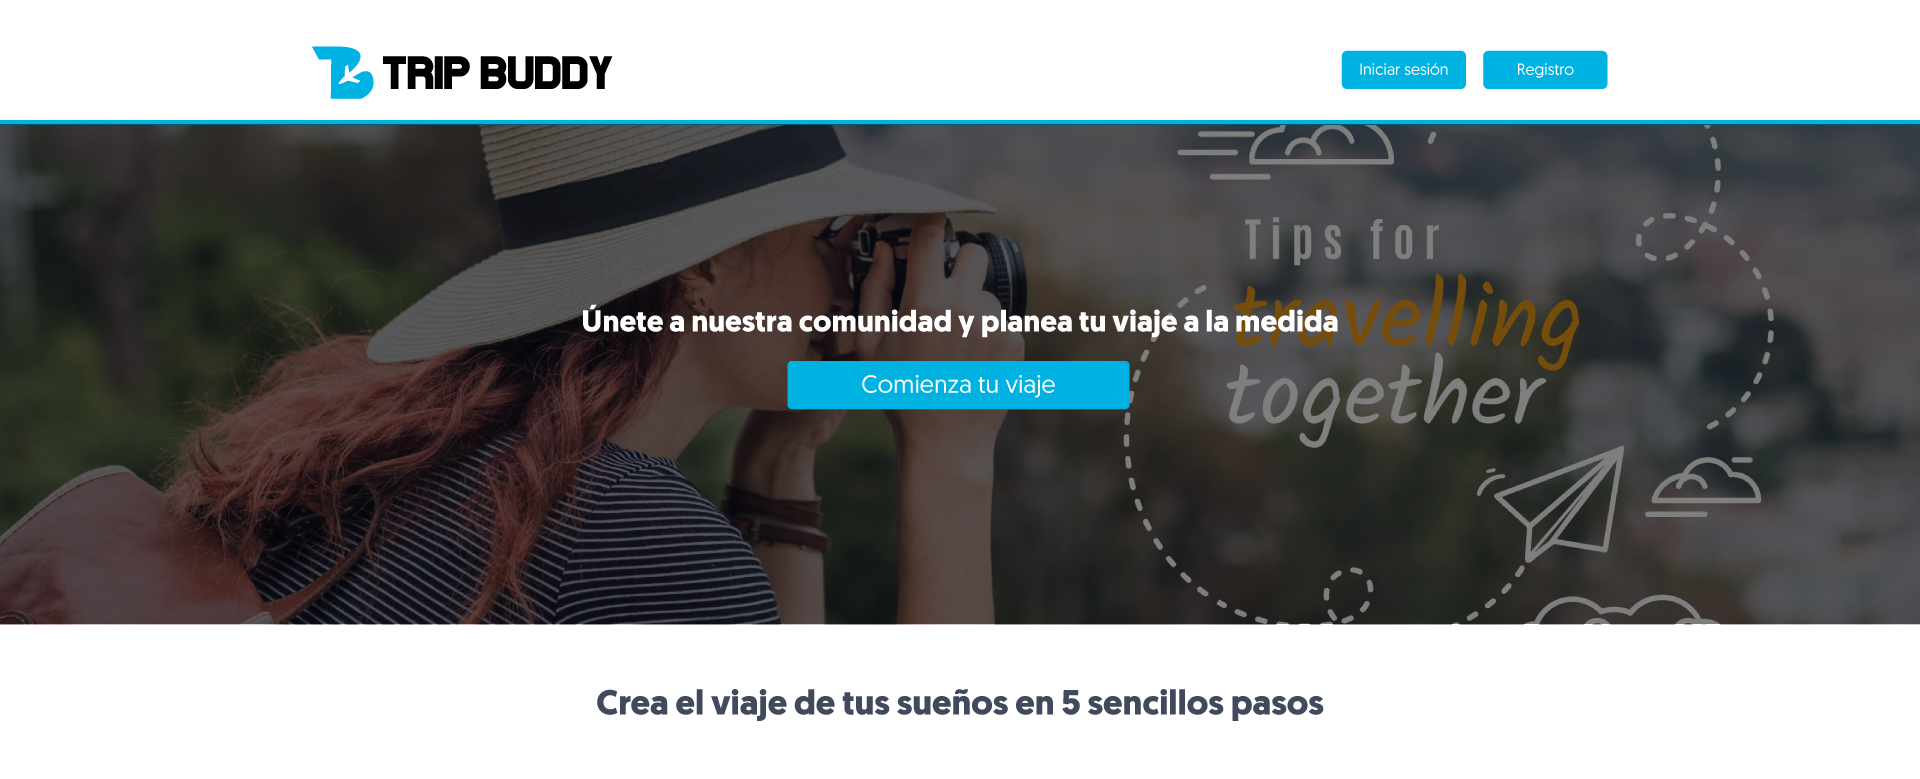 TRIP BUDDY
Iniciar sesión
Registro
Tips for
travelling
together
Únete a nuestra comunidad y planea tu viaje a la medida
Comienza tu viaje
Crea el viaje de tus sueños en 5 sencillos pasos